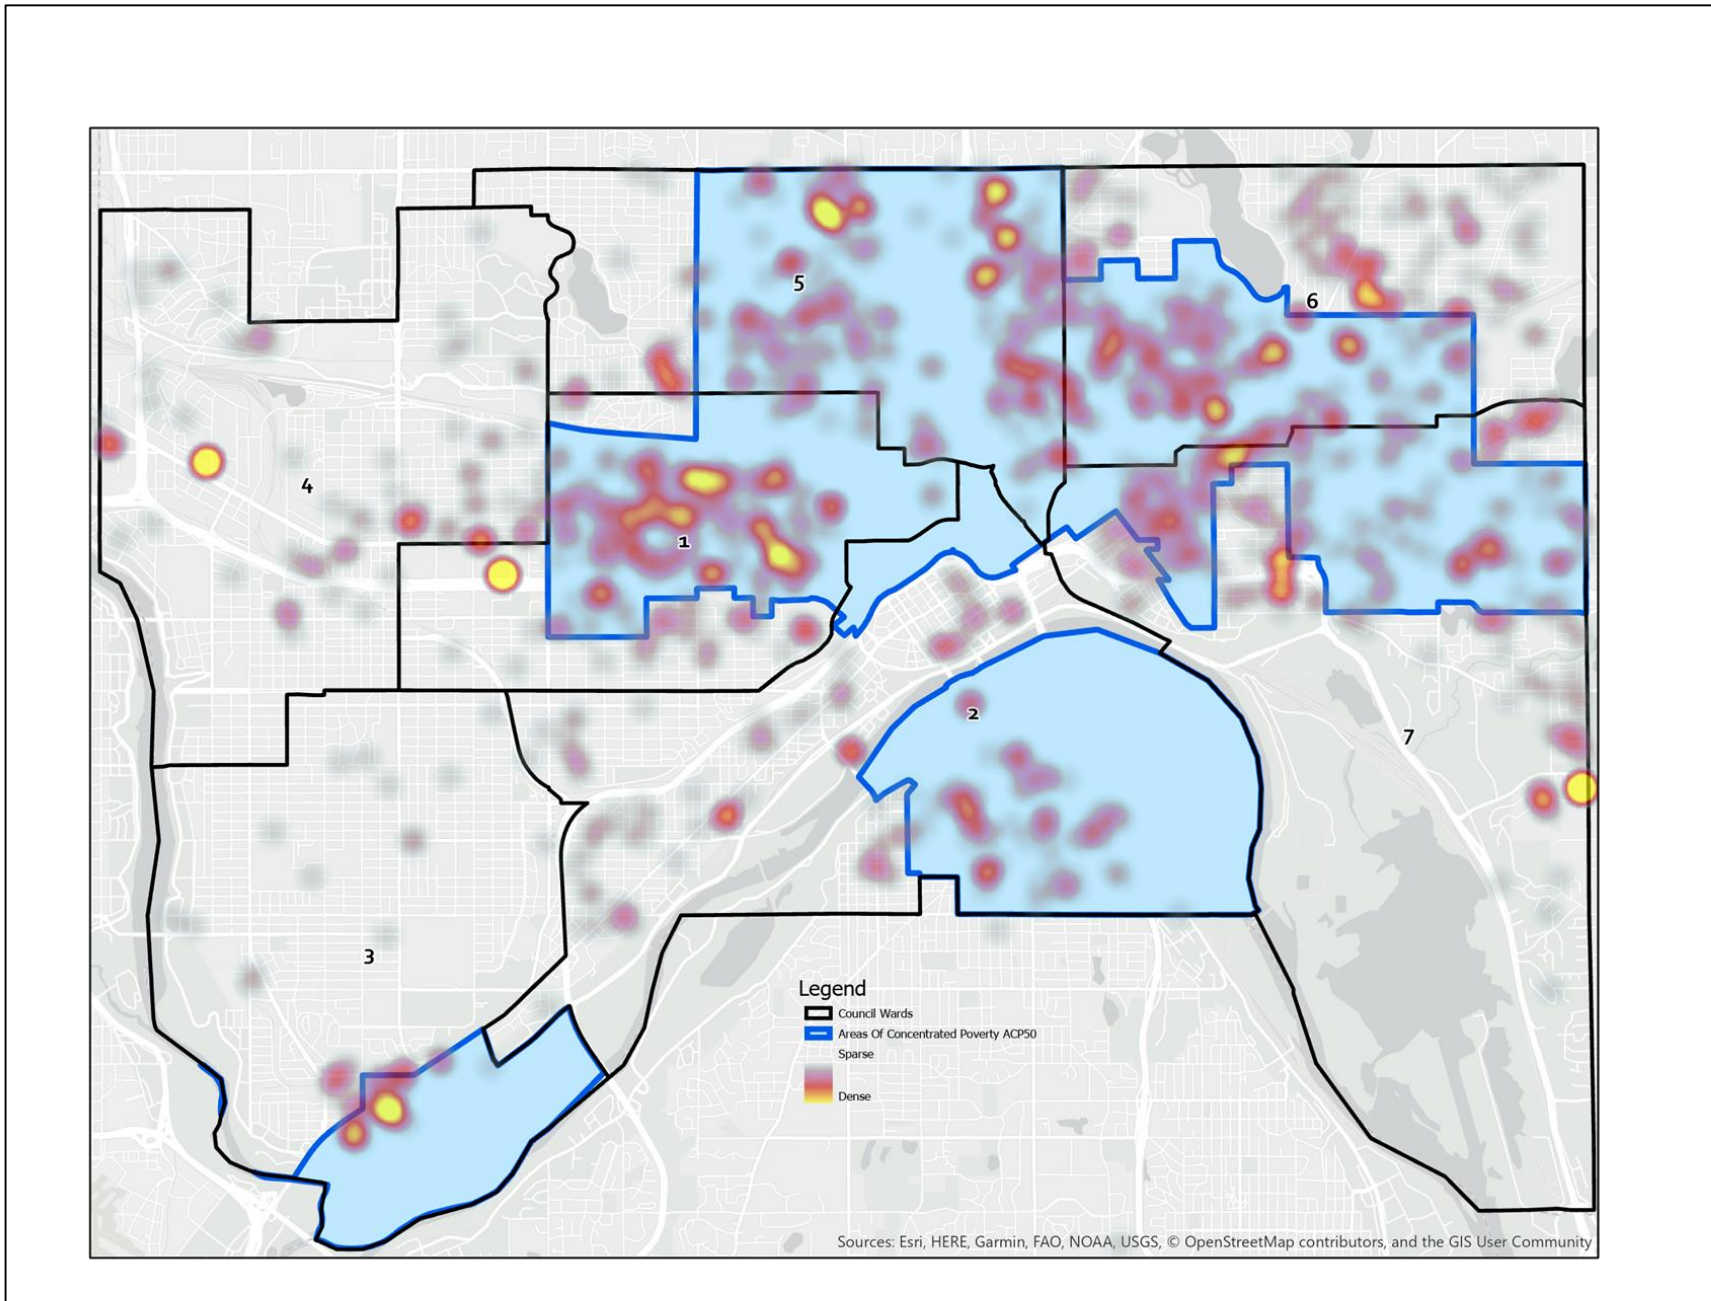 5
6
4
1
2
7
3
Legend
Council Wards
Areas Of Concentrated Poverty ACP50
Sparse
Dense
Sources: Esri, HERE, Garmin, FAO, NOAA, USGS, © OpenStreetMap contributors, and the GIS User Community